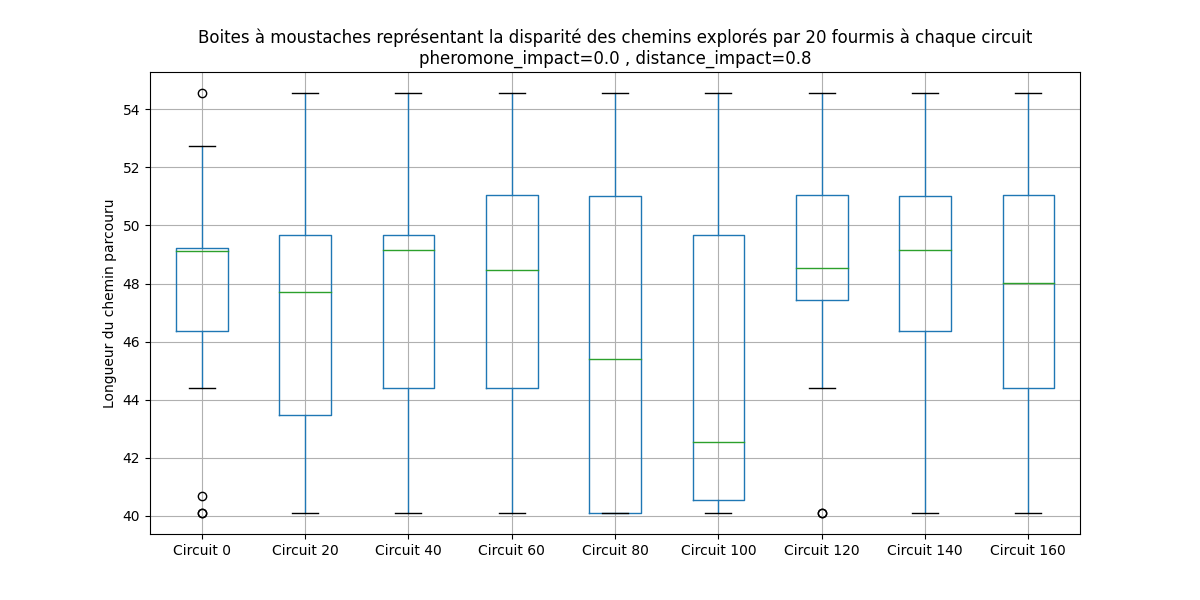 Boites à moustaches représentant la disparité des chemins explorés par 20 fourmis à chaque circuit
pheromone_impact=0.0 , distance_impact=0.8
Longueur du chemin parcouru
54
52
50
48
46
44
42
40
Circuit 0 Circuit 20 Circuit 40 Circuit 60 Circuit 80 Circuit 100 Circuit 120 Circuit 140 Circuit 160